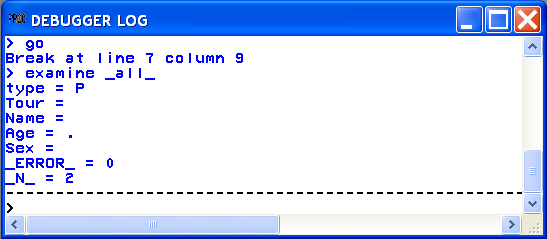 DEBUGGER LOG
> go
Break at line 7 column 9
> examine _all_
type = P
Tour =
Name =
Age = .
Sex =
_ERROR_ = 0
_N_ = 2
>